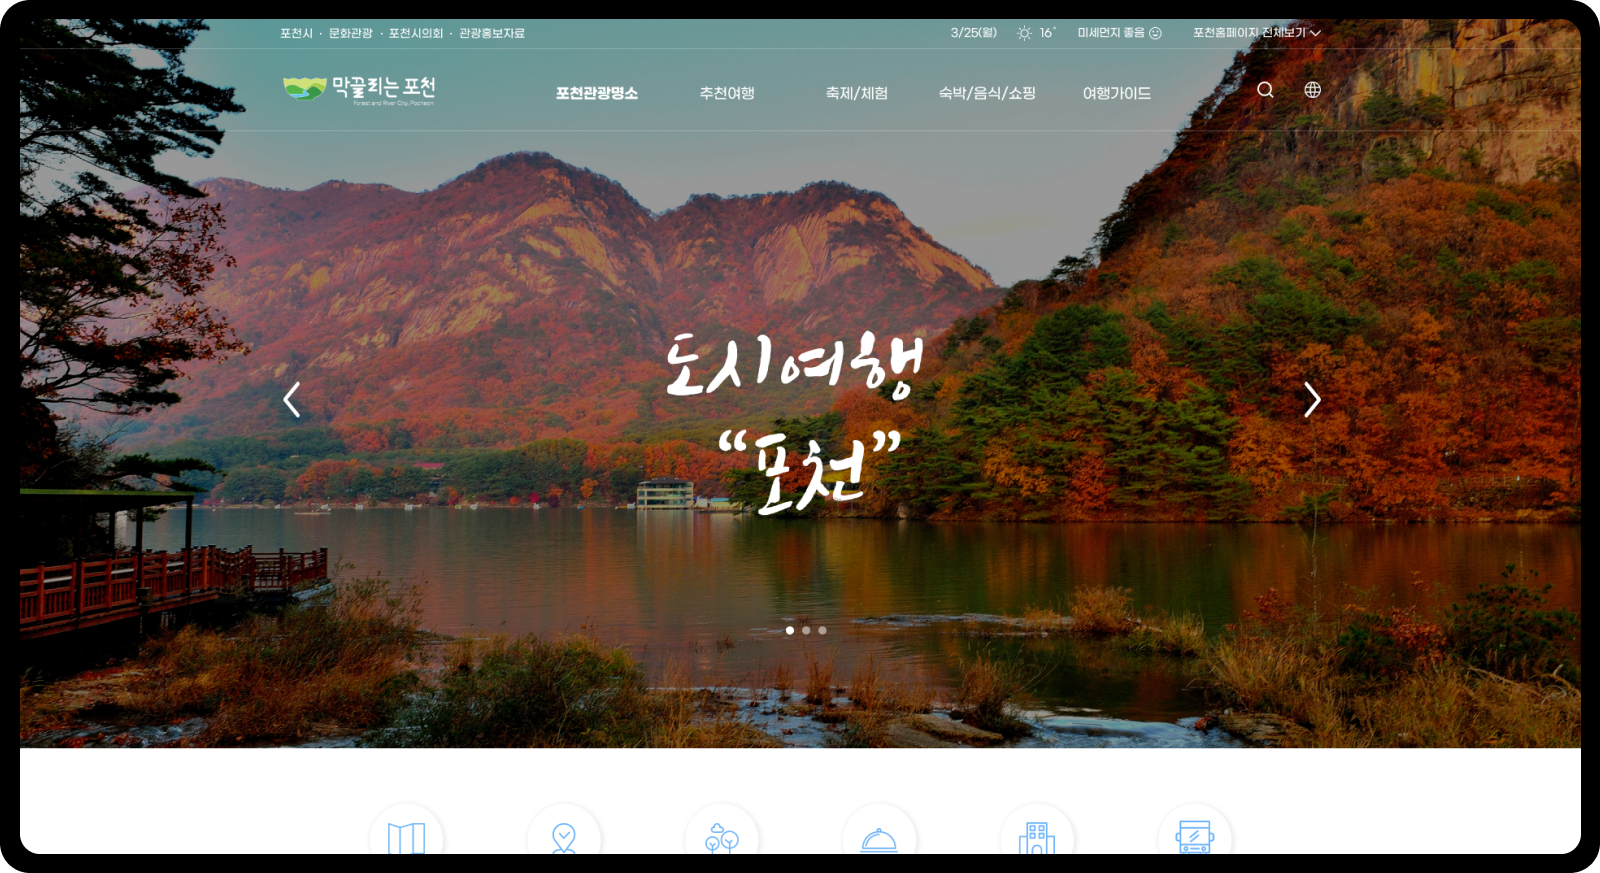 포천시 · 문화관광 · 포천시의회 · 관광홍보자료
3/25(월) 16° 미세먼지 좋음 포천홈페이지 전체보기
막끌리는 포천
Forest and River City, Pocheon
포천관광명소 추천여행 축제/체험 숙박/음식/쇼핑 여행가이드
도시여행
“포천”